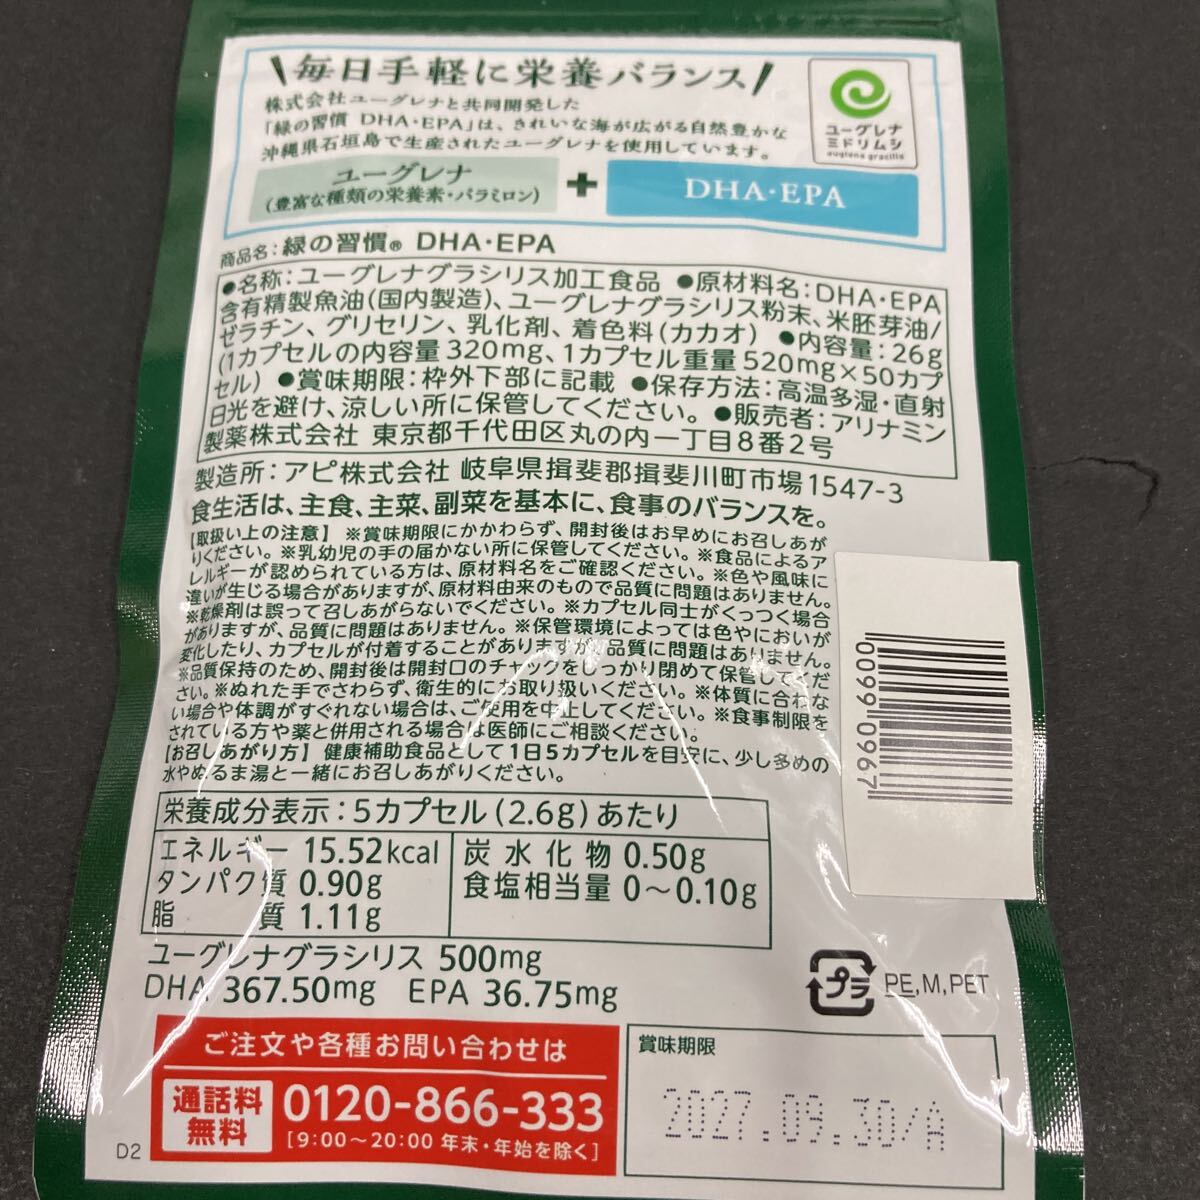 毎日手軽に栄養バランス
株式会社ユーグレナと共同開発した
「緑の習慣 DHA・EPA」は、きれいな海が広がる自然豊かな
沖縄県石垣島で生産されたユーグレナを使用しています。
ユーグレナ
(豊富な種類の栄養素・パラミロン)
+
DHA・EPA
ユーグレナ
ミドリムシ
euglena gracilis
商品名:緑の習慣® DHA・EPA
●名称:ユーグレナグラシリス加工食品 ●原材料名:DHA・EPA
含有精製魚油(国内製造)、ユーグレナグラシリス粉末、米胚芽油/
ゼラチン、グリセリン、乳化剤、着色料(カカオ) ●内容量:26g
(1カプセルの内容量320mg、1カプセル重量520mg×50カプ
セル) ●賞味期限:枠外下部に記載 ●保存方法:高温多湿・直射
日光を避け、涼しい所に保管してください。●販売者:アリナミン
製薬株式会社 東京都千代田区丸の内一丁目8番2号
製造所:アピ株式会社 岐阜県揖斐郡揖斐川町市場1547-3
食生活は、主食、主菜、副菜を基本に、食事のバランスを。
【取扱い上の注意】 ※賞味期限にかかわらず、開封後はお早めにお召しあが
りください。※乳幼児の手の届かない所に保管してください。※食品によるア
レルギーが認められている方は、原材料名をご確認ください。※色や風味に
違いが生じる場合がありますが、原材料由来のもので品質に問題はありません。
※乾燥剤は誤って召しあがらないでください。※カプセル同士がくっつく場合
がありますが、品質に問題はありません。※保管環境によっては色やにおいが
変化したり、カプセルが付着することがありますが、品質に問題はありません。
※品質保持のため、開封後は開封口のチャックをしっかり閉めて保管してくだ
さい。※ぬれた手でさわらず、衛生的にお取り扱いください。※体質に合わな
い場合や体調がすぐれない場合は、ご使用を中止してください。※食事制限を
されている方や薬と併用される場合は医師にご相談ください。
【お召しあがり方】 健康補助食品として1日5カプセルを目安に、少し多めの
水やぬるま湯と一緒にお召しあがりください。
栄養成分表示:5カプセル(2.6g)あたり
エネルギー 15.52kcal
タンパク質 0.90g
脂質 1.11g
炭水化物 0.50g
食塩相当量 0～0.10g
ユーグレナグラシリス 500mg
DHA 367.50mg EPA 36.75mg
プラ PE,M,PET
ご注文や各種お問い合わせは
通話料
無料
0120-866-333
[9:00～20:00 年末・年始を除く]
賞味期限
2027.09.30/A
D2
009910967